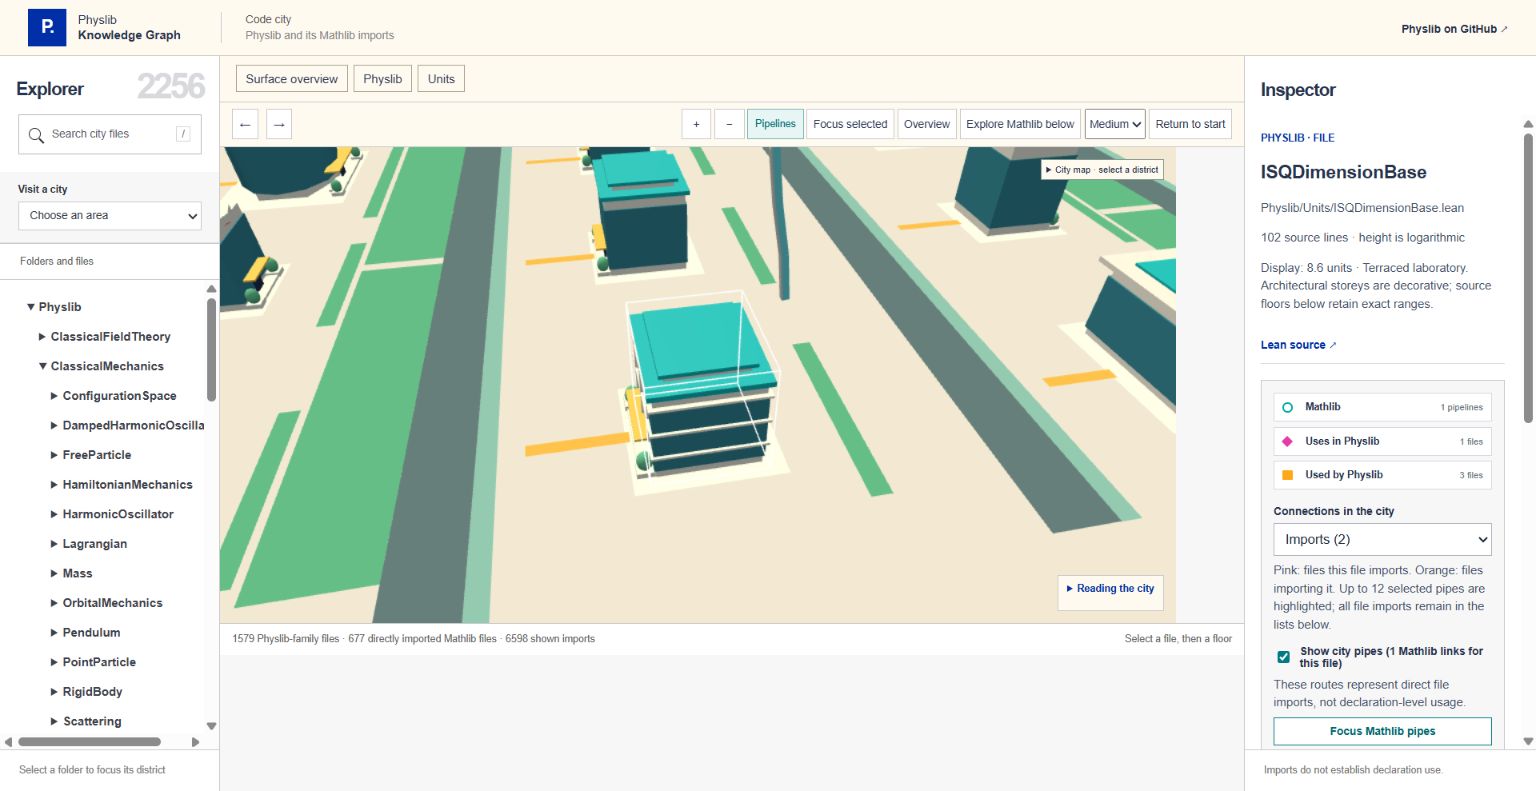 P.
Physlib
Knowledge Graph
Code city
Physlib and its Mathlib imports
Physlib on GitHub ↗
Explorer
2256
Search city files
/
Visit a city
Choose an area
Folders and files
▼ Physlib
▶ ClassicalFieldTheory
▼ ClassicalMechanics
▶ ConfigurationSpace
▶ DampedHarmonicOscilla
▶ FreeParticle
▶ HamiltonianMechanics
▶ HarmonicOscillator
▶ Lagrangian
▶ Mass
▶ OrbitalMechanics
▶ Pendulum
▶ PointParticle
▶ RigidBody
▶ Scattering
Select a folder to focus its district
Surface overview
Physlib
Units
←
→
+
−
Pipelines
Focus selected
Overview
Explore Mathlib below
Medium
Return to start
▶ City map · select a district
▶ Reading the city
1579 Physlib-family files · 677 directly imported Mathlib files · 6598 shown imports
Select a file, then a floor
Inspector
PHYSLIB · FILE
ISQDimensionBase
Physlib/Units/ISQDimensionBase.lean
102 source lines · height is logarithmic
Display: 8.6 units · Terraced laboratory.
Architectural storeys are decorative; source
floors below retain exact ranges.
Lean source ↗
Mathlib 1 pipelines
Uses in Physlib 1 files
Used by Physlib 3 files
Connections in the city
Imports (2)
Pink: files this file imports. Orange: files
importing it. Up to 12 selected pipes are
highlighted; all file imports remain in the
lists below.
Show city pipes (1 Mathlib links for
this file)
These routes represent direct file
imports, not declaration-level usage.
Focus Mathlib pipes
Imports do not establish declaration use.